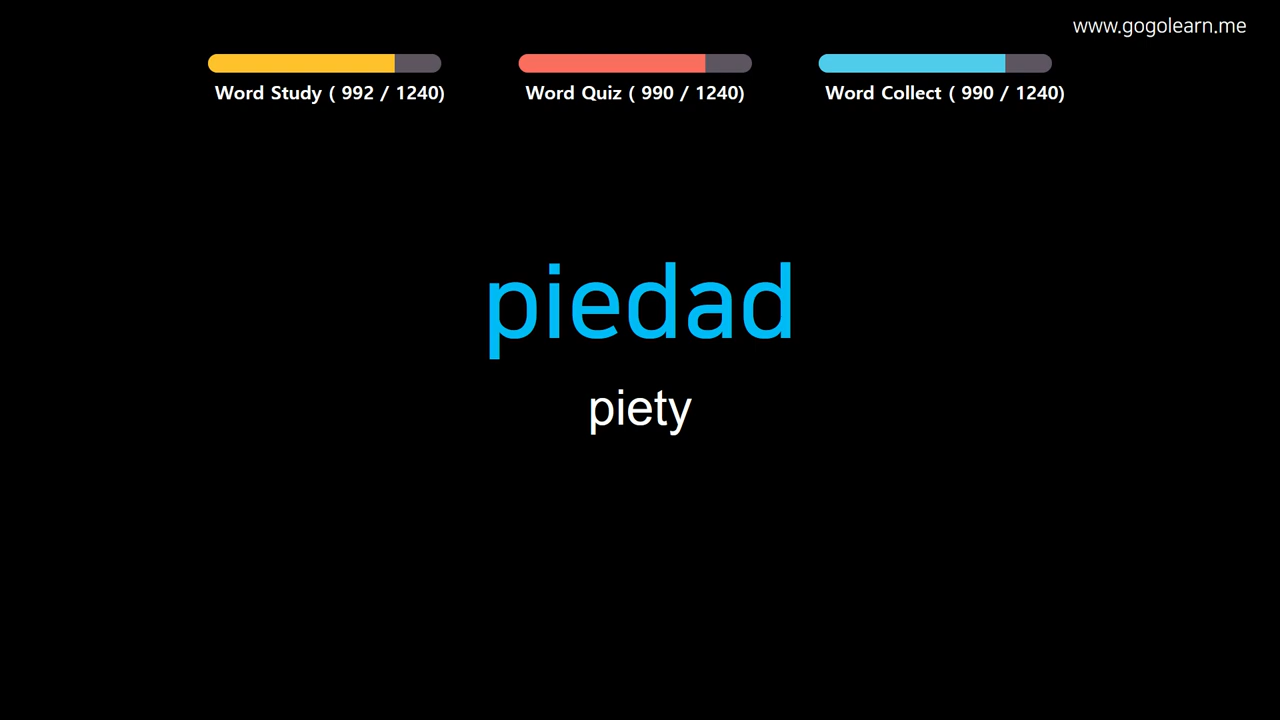 www.gogolearn.me
Word Study ( 992 / 1240)
Word Quiz ( 990 / 1240)
Word Collect ( 990 / 1240)
piedad
piety